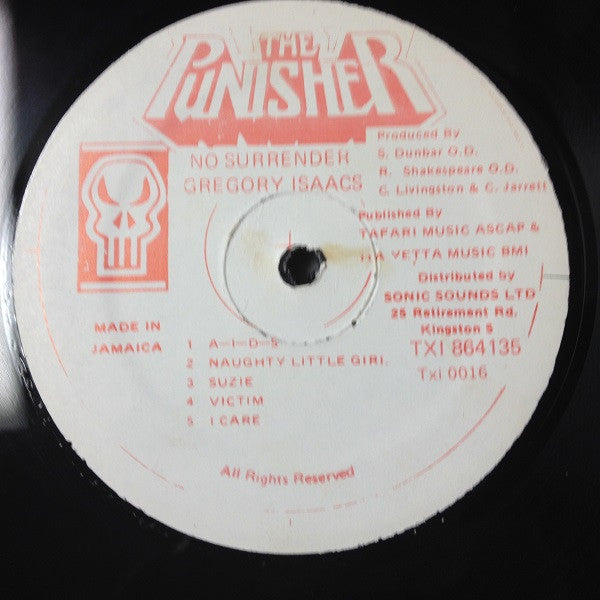 THE
PUNISHER
NO SURRENDER
GREGORY ISAACS
Produced By
S. Dunbar O.D.
R. Shakespeare O.D.
C. Livingston & C. Jarrett
Published By
TAFARI MUSIC ASCAP &
YETTA MUSIC BMI
Distributed by
SONIC SOUNDS LTD
25 Retirement Rd,
Kingston 5
MADE IN
JAMAICA
TXI 864135
Txi 0016
1 A-I-D-S
2 NAUGHTY LITTLE GIRL
3 SUZIE
4 VICTIM
5 I CARE
All Rights Reserved